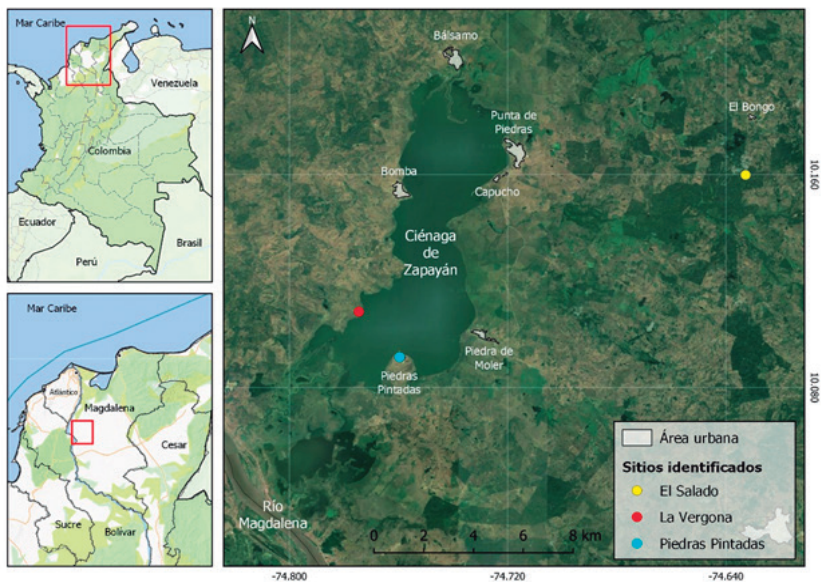 Mar Caribe
Venezuela
Colombia
Ecuador
Perú
Brasil
Mar Caribe
Atlántico
Magdalena
Cesar
Sucre
Bolívar
N
Bálsamo
El Bongo
Punta de
Piedras
Bomba
Capucho
Ciénaga
de
Zapayán
Piedra de
Moler
Piedras
Pintadas
Río
Magdalena
0 2 4 6 8 km
Área urbana
Sitios identificados
El Salado
La Vergona
Piedras Pintadas
10.160
10.080
-74.800 -74.720 -74.640